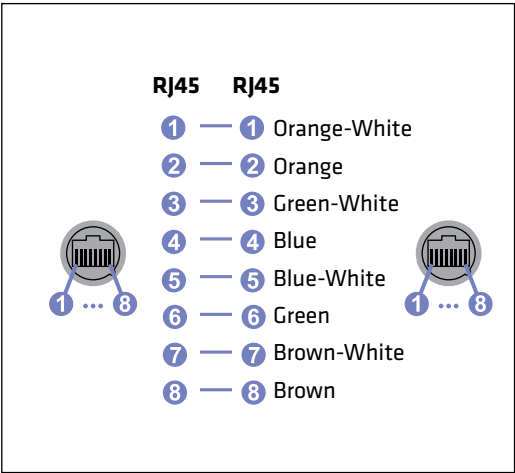 RJ45 RJ45
1 — 1 Orange-White
2 — 2 Orange
3 — 3 Green-White
4 — 4 Blue
5 — 5 Blue-White
6 — 6 Green
7 — 7 Brown-White
8 — 8 Brown
1 ... 8
1 ... 8